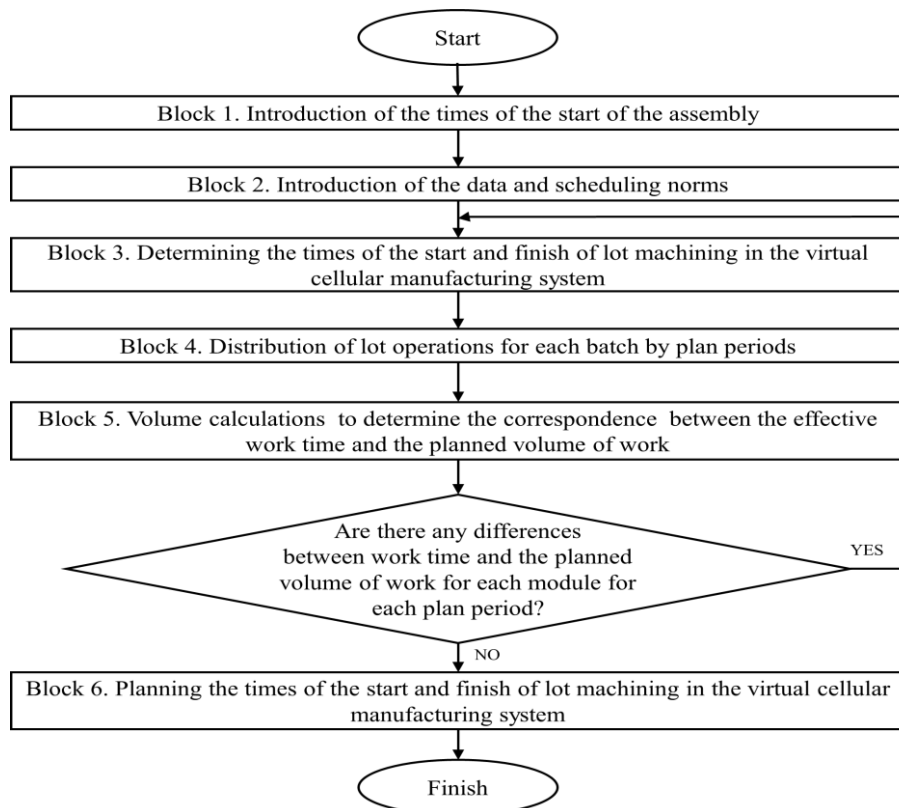 Start
Block 1. Introduction of the times of the start of the assembly
Block 2. Introduction of the data and scheduling norms
Block 3. Determining the times of the start and finish of lot machining in the virtual
cellular manufacturing system
Block 4. Distribution of lot operations for each batch by plan periods
Block 5. Volume calculations to determine the correspondence between the effective
work time and the planned volume of work
Are there any differences
between work time and the planned
volume of work for each module for
each plan period?
YES
NO
Block 6. Planning the times of the start and finish of lot machining in the virtual cellular
manufacturing system
Finish